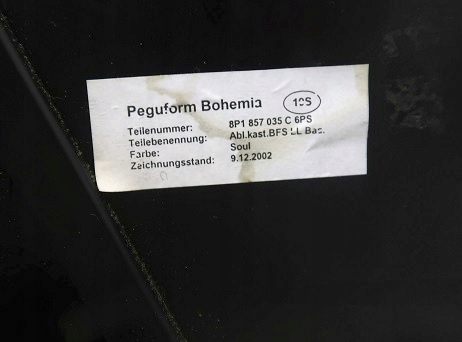 Peguform Bohemia
Teilenummer: 8P1 857 035 C 6PS
Teilebenennung: Abl.kast.BFS LL Bas.
Farbe: Soul
Zeichnungsstand: 9.12.2002